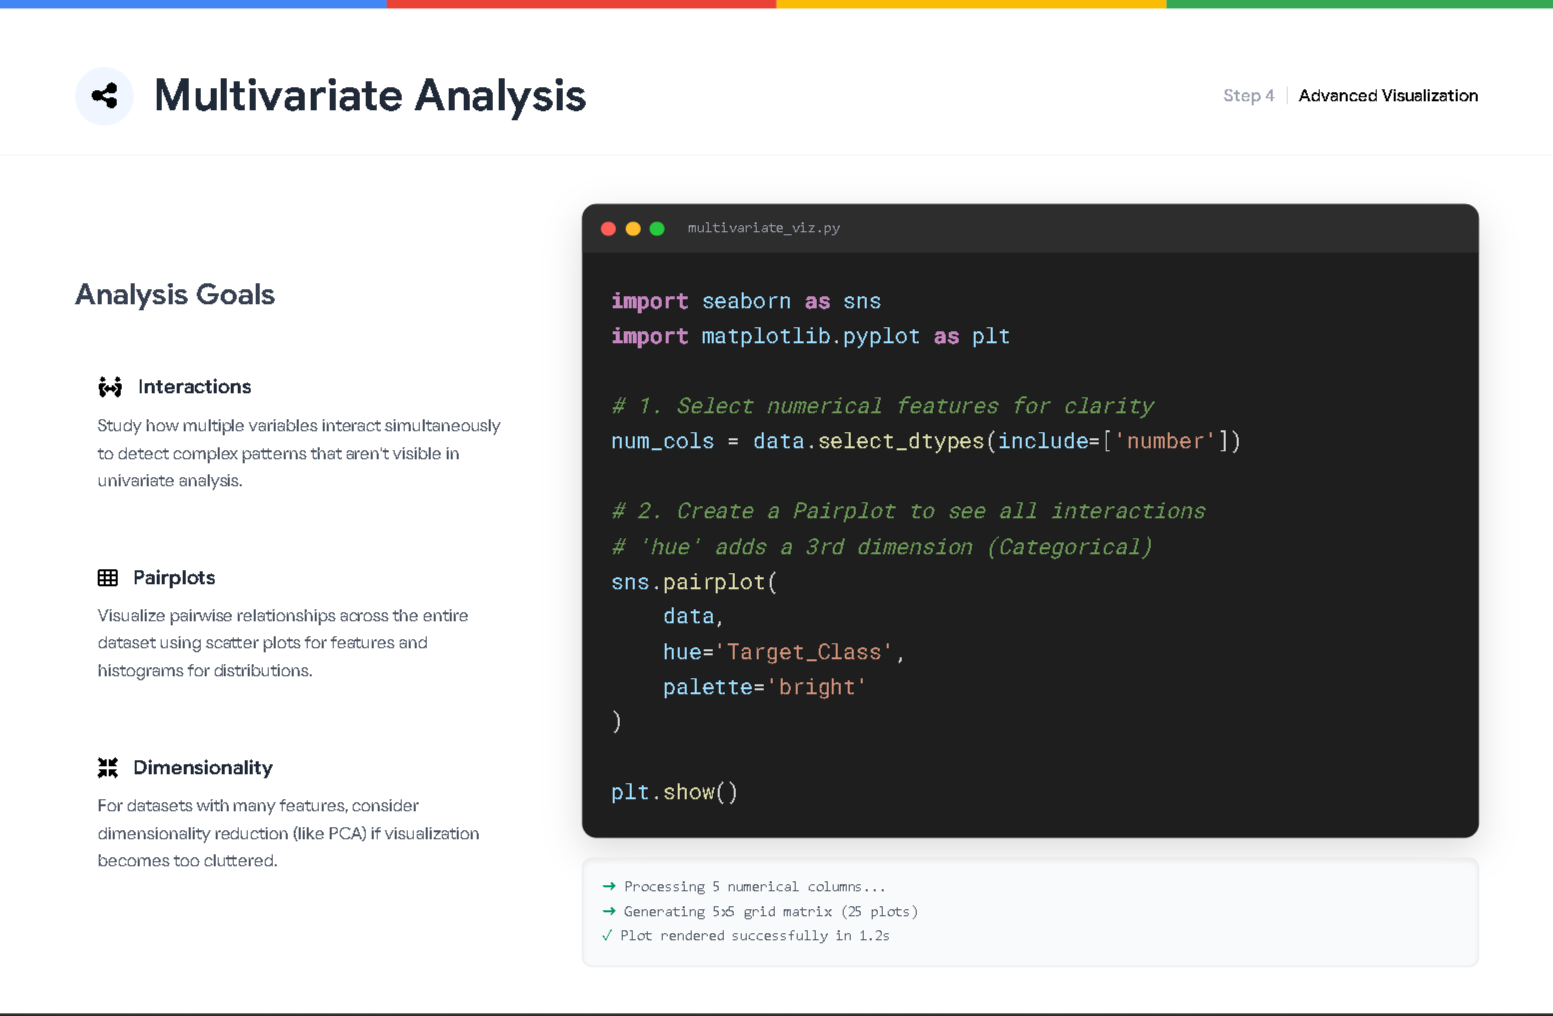 Multivariate Analysis
Step 4 | Advanced Visualization
Analysis Goals
Interactions
Study how multiple variables interact simultaneously
to detect complex patterns that aren't visible in
univariate analysis.
Pairplots
Visualize pairwise relationships across the entire
dataset using scatter plots for features and
histograms for distributions.
Dimensionality
For datasets with many features, consider
dimensionality reduction (like PCA) if visualization
becomes too cluttered.
multivariate_viz.py
import seaborn as sns
import matplotlib.pyplot as plt
# 1. Select numerical features for clarity
num_cols = data.select_dtypes(include=['number'])
# 2. Create a Pairplot to see all interactions
# 'hue' adds a 3rd dimension (Categorical)
sns.pairplot(
    data,
    hue='Target_Class',
    palette='bright'
)
plt.show()
→ Processing 5 numerical columns...
→ Generating 5x5 grid matrix (25 plots)
✓ Plot rendered successfully in 1.2s